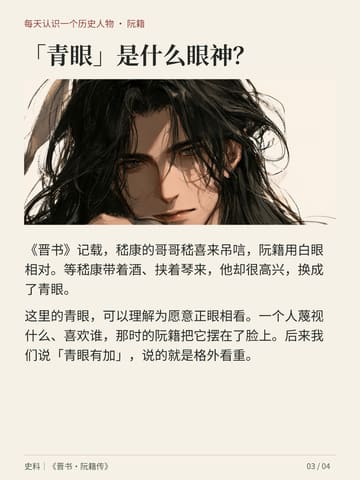 每天认识一个历史人物 · 阮籍
「青眼」是什么眼神?
《晋书》记载，嵇康的哥哥嵇喜来吊唁，阮籍用白眼
相对。等嵇康带着酒、挟着琴来，他却很高兴，换成
了青眼。
这里的青眼，可以理解为愿意正眼相看。一个人蔑视
什么、喜欢谁，那时的阮籍把它摆在了脸上。后来我
们说「青眼有加」，说的就是格外看重。
史料｜《晋书·阮籍传》
03 / 04